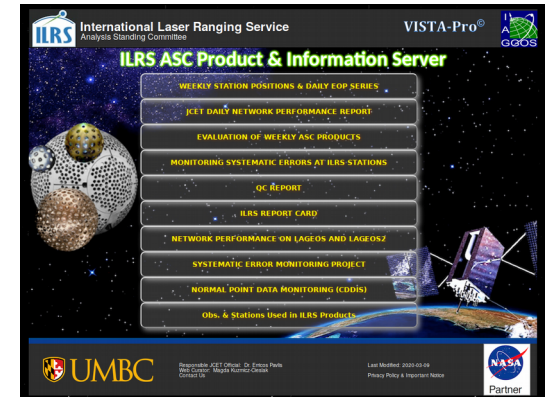 ILRS
International Laser Ranging Service
Analysis Standing Committee
VISTA-Pro©
GGOS
ILRS ASC Product & Information Server
WEEKLY STATION POSITIONS & DAILY EOP SERIES
JCET DAILY NETWORK PERFORMANCE REPORT
EVALUATION OF WEEKLY ASC PRODUCTS
MONITORING SYSTEMATIC ERRORS AT ILRS STATIONS
QC REPORT
ILRS REPORT CARD
NETWORK PERFORMANCE ON LAGEOS AND LAGEOS2
SYSTEMATIC ERROR MONITORING PROJECT
NORMAL POINT DATA MONITORING (CDDIS)
Obs. & Stations Used in ILRS Products
UMBC
Responsible JCET Official: Dr. Erricos Pavlis
Web Curator: Magda Kuzmicz-Cieslak
Contact Us
Last Modified: 2020-03-09
Privacy Policy & Important Notice
NASA
Partner